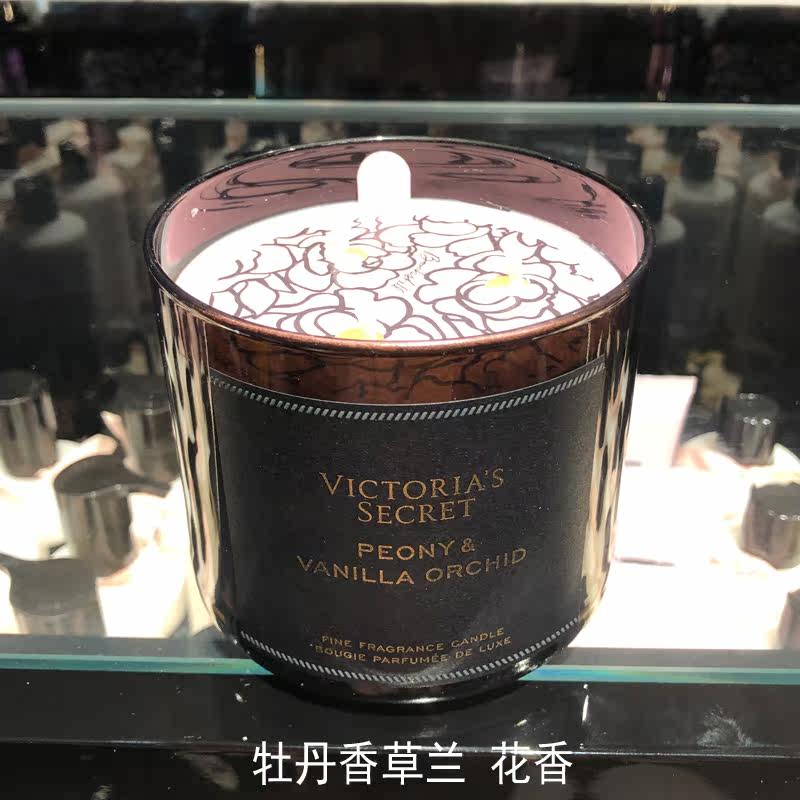 VICTORIA'S
SECRET
PEONY &
VANILLA ORCHID
FINE FRAGRANCE CANDLE
BOUGIE PARFUMÉE DE LUXE
牡丹香草兰 花香